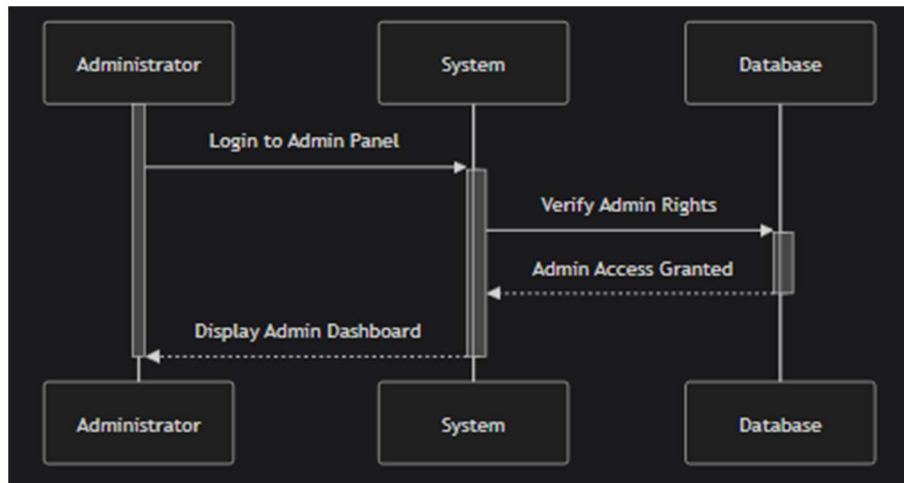 Administrator
System
Database
Login to Admin Panel
Verify Admin Rights
Admin Access Granted
Display Admin Dashboard
Administrator
System
Database